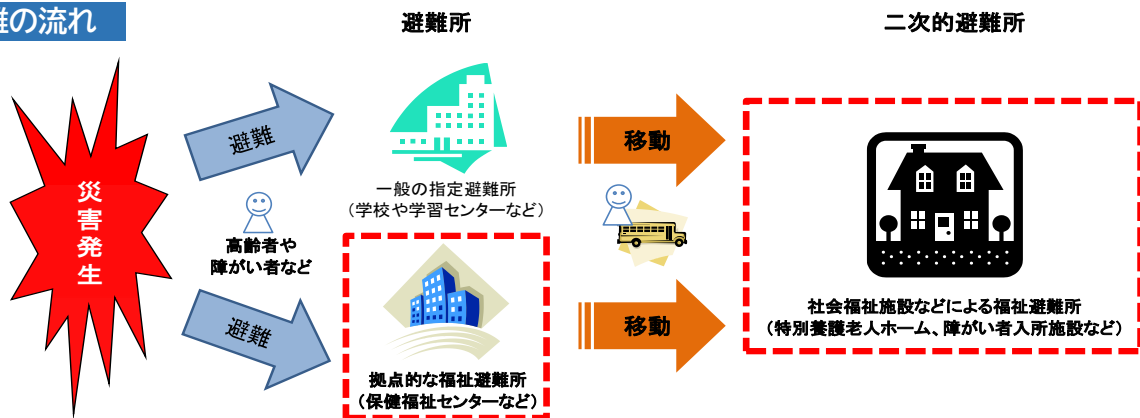 難の流れ
避難所
二次的避難所
災害発生
避難
高齢者や
障がい者など
避難
一般の指定避難所
（学校や学習センターなど）
拠点的な福祉避難所
（保健福祉センターなど）
移動
移動
社会福祉施設などによる福祉避難所
（特別養護老人ホーム、障がい者入所施設など）